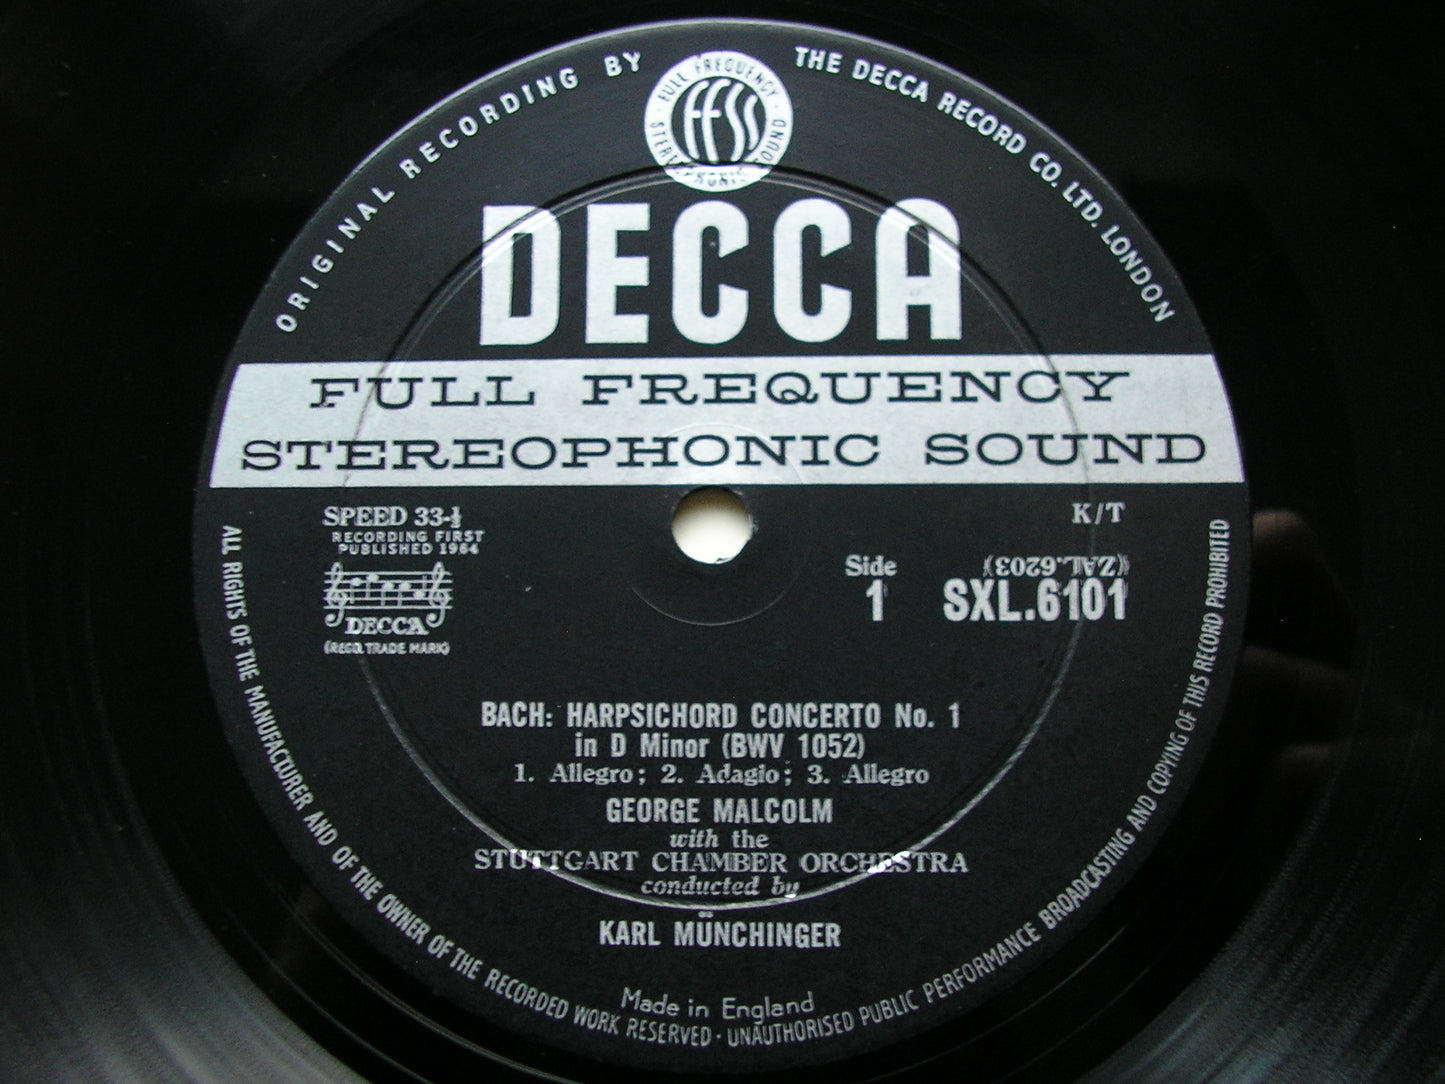 ORIGINAL RECORDING BY
THE DECCA RECORD CO. LTD. LONDON
FULL FREQUENCY
STEREOPHONIC SOUND
FFSS
DECCA
FULL FREQUENCY
STEREOPHONIC SOUND
SPEED 33-⅓
RECORDING FIRST
PUBLISHED 1964
DECCA
(REGD. TRADE MARK)
K/T
(ZAL.6203)
Side
1
SXL.6101
BACH: HARPSICHORD CONCERTO No. 1
in D Minor (BWV 1052)
1. Allegro; 2. Adagio; 3. Allegro
GEORGE MALCOLM
with the
STUTTGART CHAMBER ORCHESTRA
conducted by
KARL MÜNCHINGER
Made in England
ALL RIGHTS OF THE MANUFACTURER AND OF THE OWNER OF THE RECORDED WORK RESERVED · UNAUTHORISED PUBLIC PERFORMANCE BROADCASTING AND COPYING OF THIS RECORD PROHIBITED